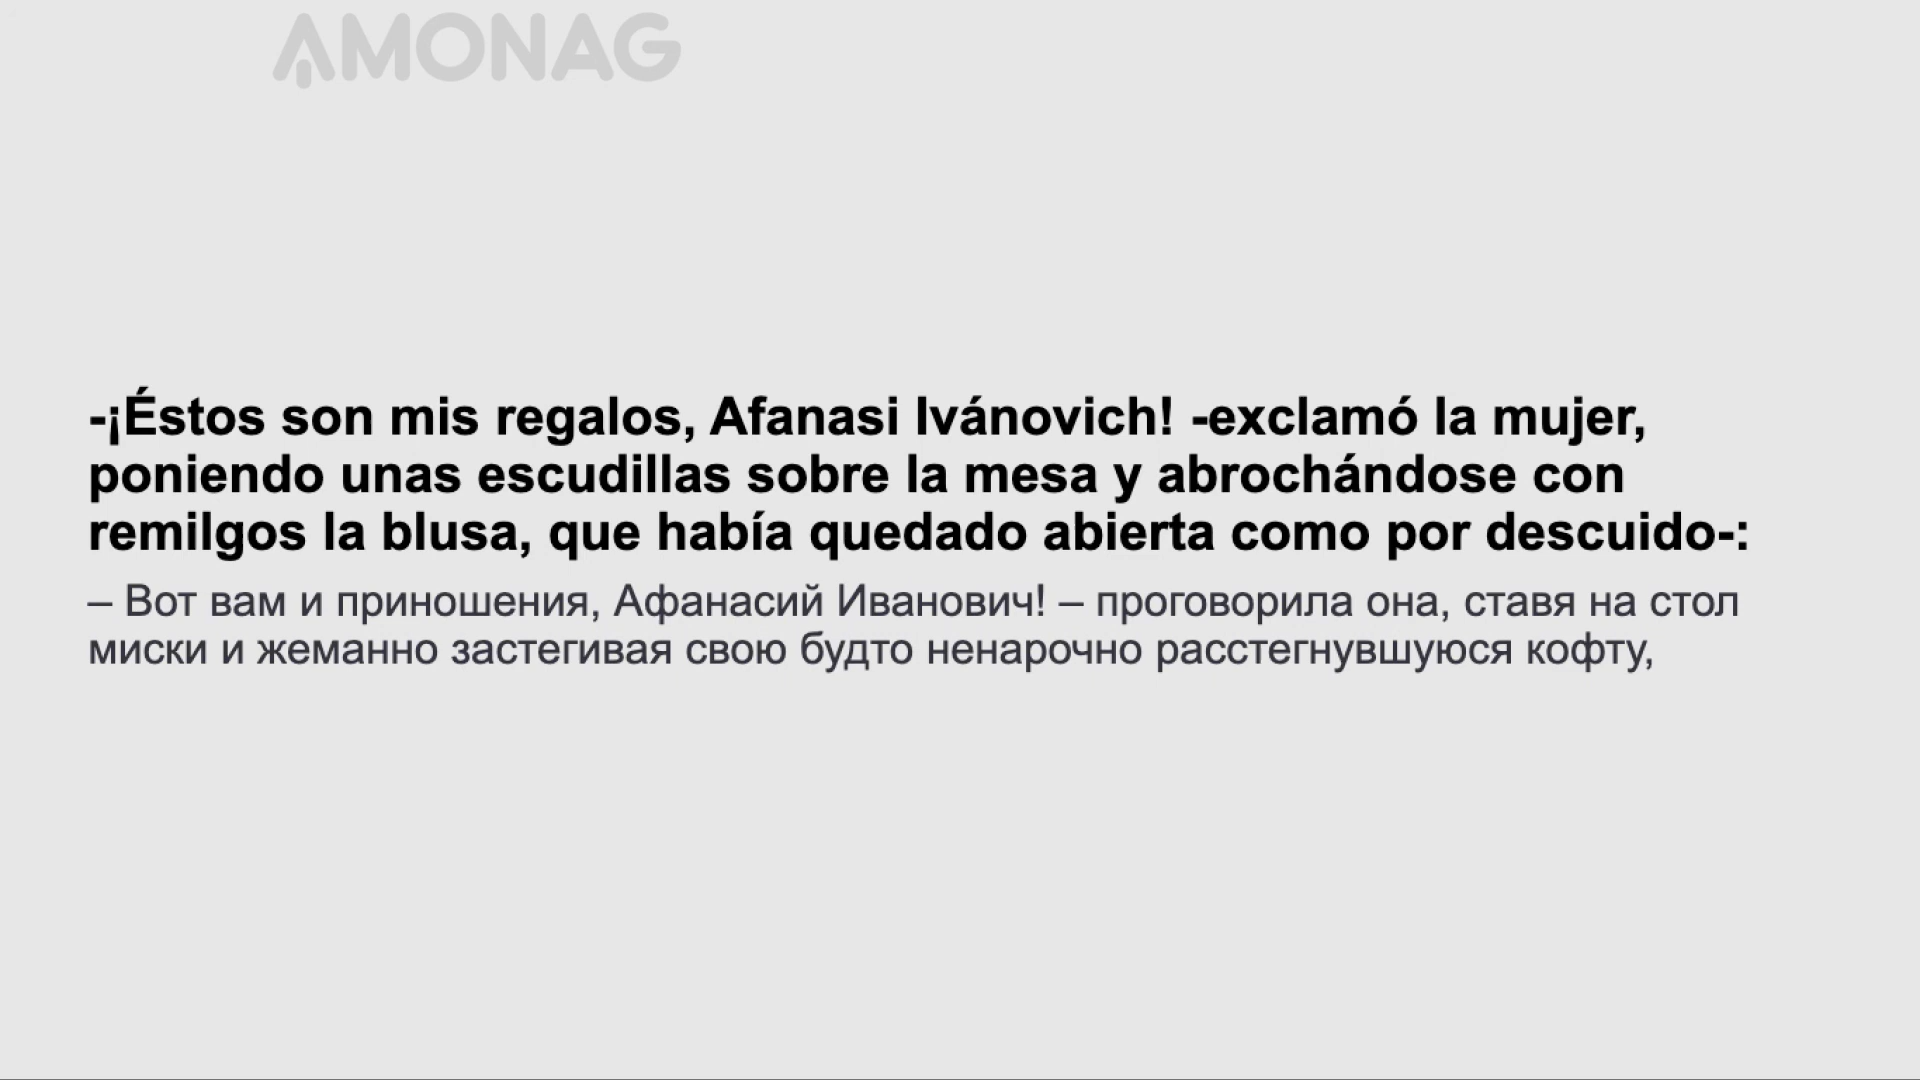 AMONAG
-¡Éstos son mis regalos, Afanasi Ivánovich! -exclamó la mujer,
poniendo unas escudillas sobre la mesa y abrochándose con
remilgos la blusa, que había quedado abierta como por descuido-:
– Вот вам и приношения, Афанасий Иванович! – проговорила она, ставя на стол
миски и жеманно застегивая свою будто ненарочно расстегнувшуюся кофту,